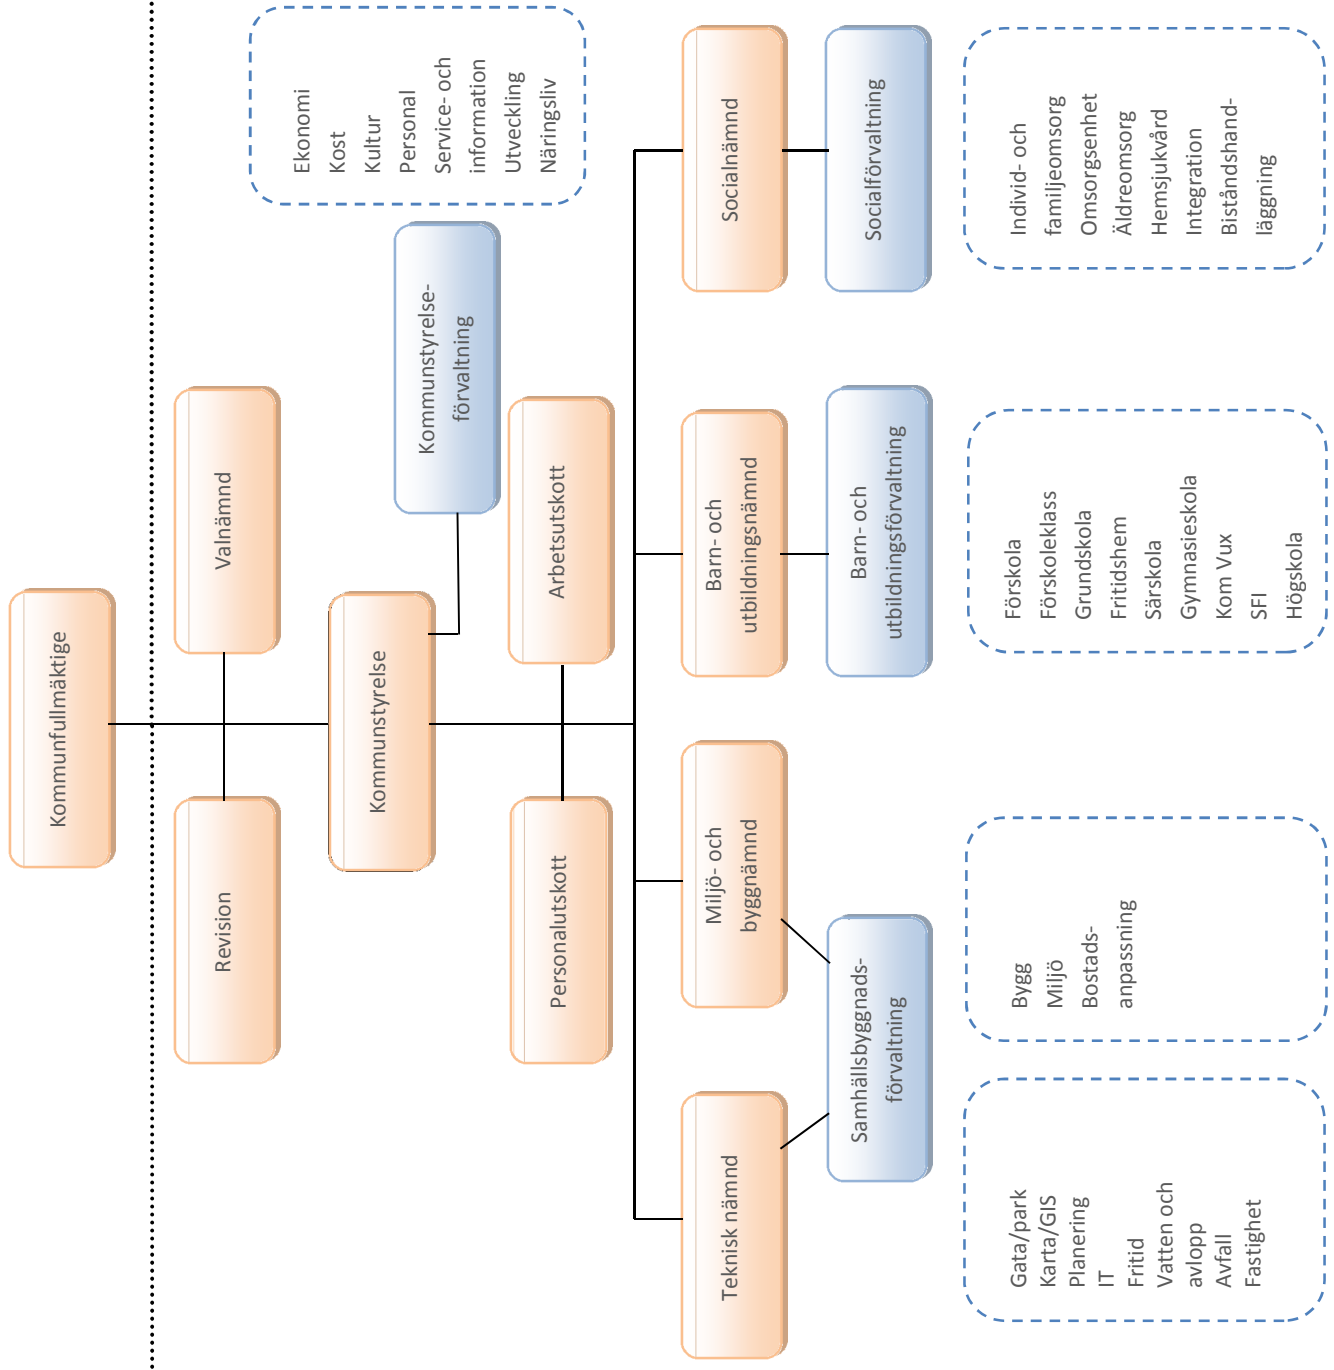 Kommunfullmäktige
Revision
Valnämnd
Kommunstyrelse
Kommunstyrelse-
förvaltning
Ekonomi
Kost
Kultur
Personal
Service- och
information
Utveckling
Näringsliv
Personalutskott
Arbetsutskott
Teknisk nämnd
Miljö- och
byggnämnd
Barn- och
utbildningsnämnd
Socialnämnd
Samhällsbyggnads-
förvaltning
Barn- och
utbildningsförvaltning
Socialförvaltning
Gata/park
Karta/GIS
Planering
IT
Fritid
Vatten och
avlopp
Avfall
Fastighet
Bygg
Miljö
Bostads-
anpassning
Förskola
Förskoleklass
Grundskola
Fritidshem
Särskola
Gymnasieskola
Kom Vux
SFI
Högskola
Individ- och
familjeomsorg
Omsorgsenhet
Äldreomsorg
Hemsjukvård
Integration
Biståndshand-
läggning